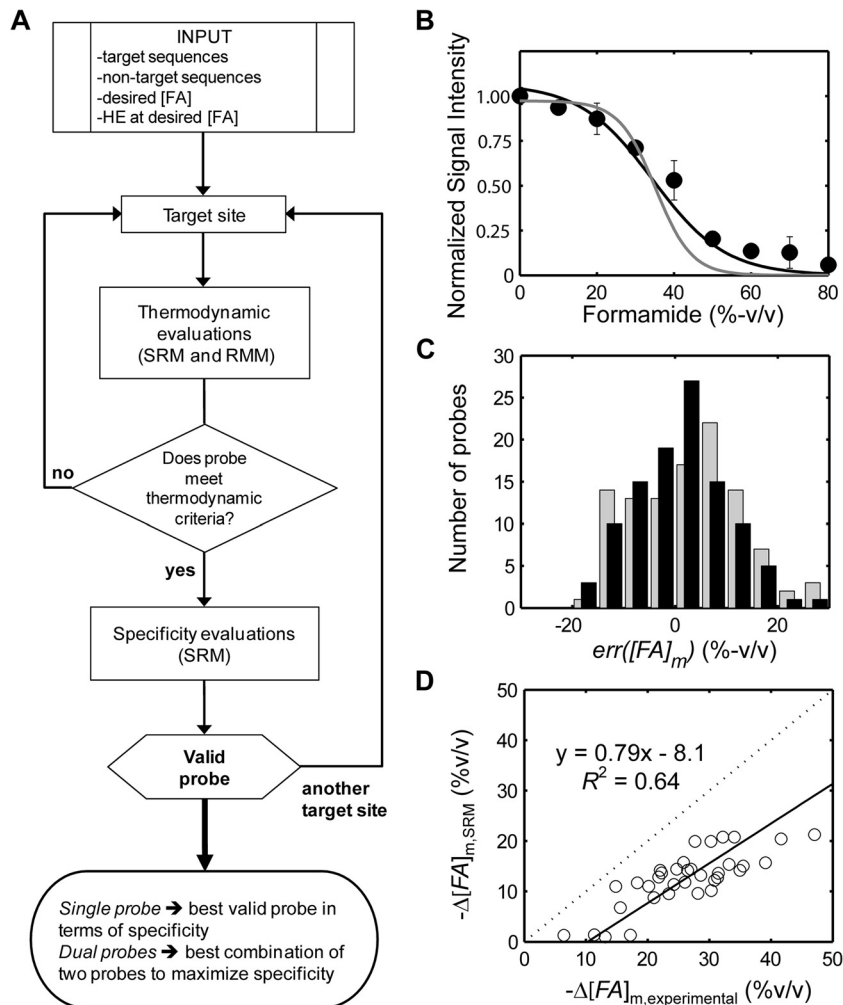 A
INPUT
-target sequences
-non-target sequences
-desired [FA]
-HE at desired [FA]
Target site
Thermodynamic
evaluations
(SRM and RMM)
no
Does probe
meet
thermodynamic
criteria?
yes
Specificity evaluations
(SRM)
Valid
probe
another
target site
Single probe ➔ best valid probe in
terms of specificity
Dual probes ➔ best combination of
two probes to maximize specificity
B
Normalized Signal Intensity
1.00
0.75
0.50
0.25
0
0 20 40 60 80
Formamide (%-v/v)
C
Number of probes
30
25
20
15
10
5
0
-20 0 20
err([FA]m) (%-v/v)
D
-Δ[FA]m,SRM (%v/v)
50
40
30
20
10
0
y = 0.79x - 8.1
R² = 0.64
0 10 20 30 40 50
-Δ[FA]m,experimental (%v/v)